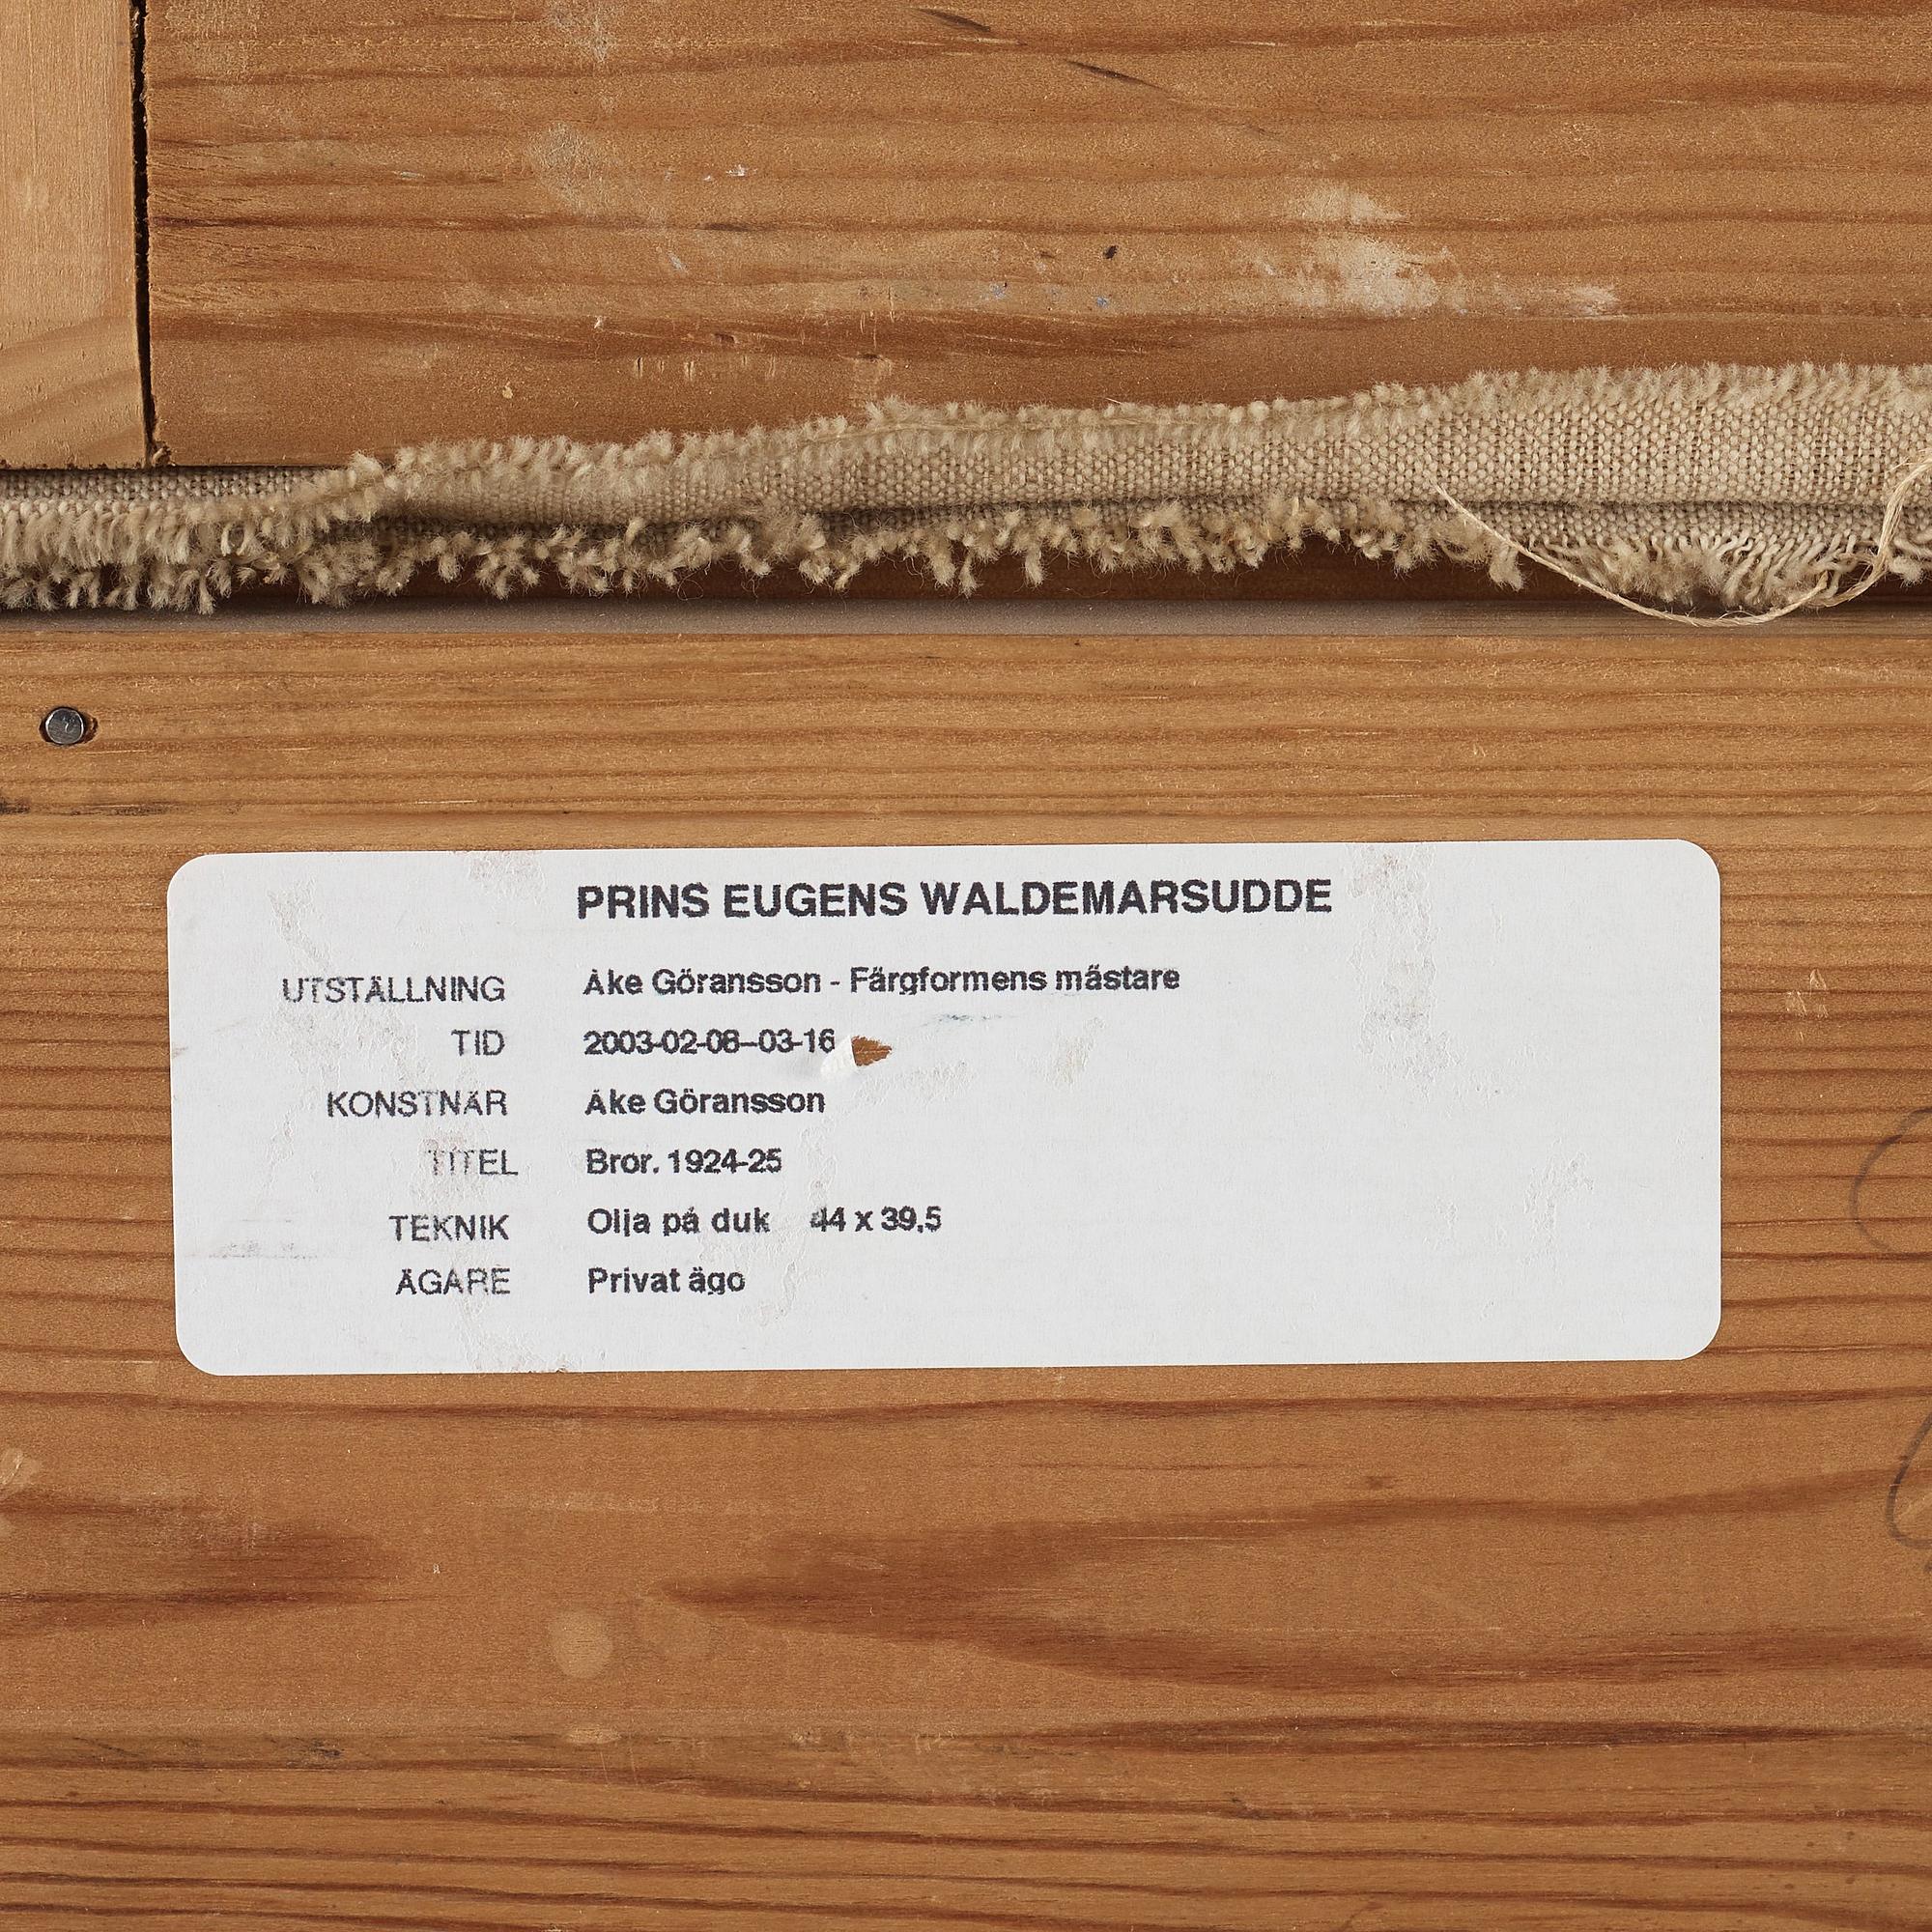 PRINS EUGENS WALDEMARSUDDE
UTSTÄLLNING Åke Göransson - Färgformens mästare
TID 2003-02-08--03-16
KONSTNÄR Åke Göransson
TITEL Bror. 1924-25
TEKNIK Olja på duk 44 x 39,5
ÄGARE Privat ägo